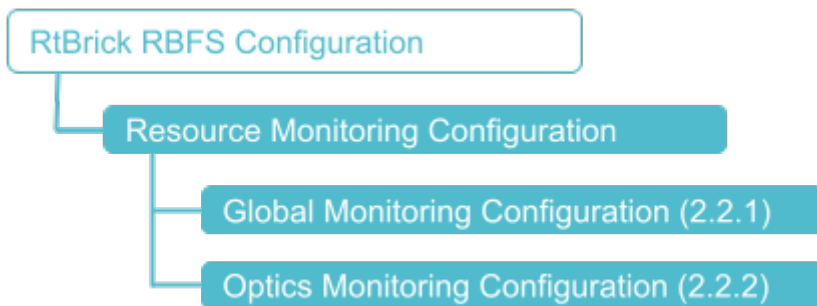 RtBrick RBFS Configuration
Resource Monitoring Configuration
Global Monitoring Configuration (2.2.1)
Optics Monitoring Configuration (2.2.2)